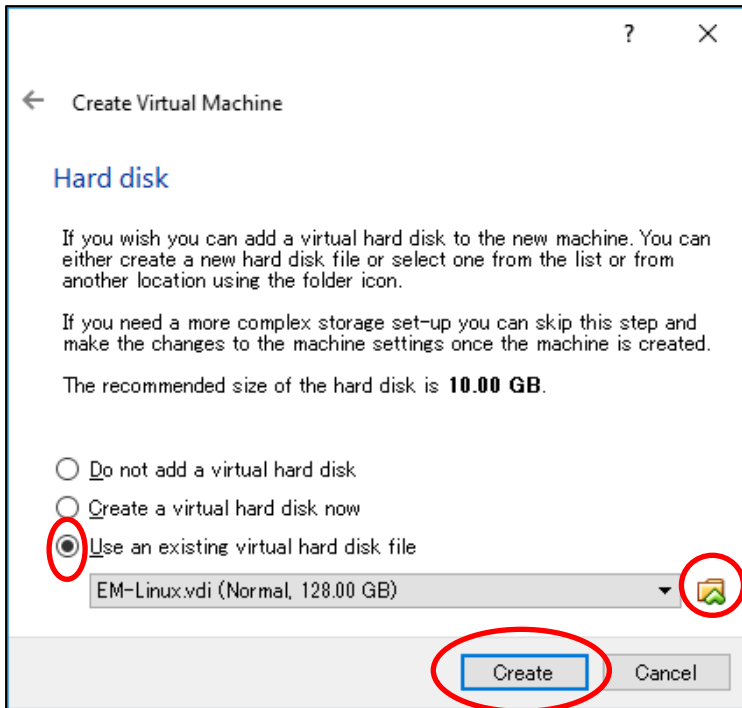 ?
Create Virtual Machine
Hard disk
If you wish you can add a virtual hard disk to the new machine. You can
either create a new hard disk file or select one from the list or from
another location using the folder icon.
If you need a more complex storage set-up you can skip this step and
make the changes to the machine settings once the machine is created.
The recommended size of the hard disk is 10.00 GB.
Do not add a virtual hard disk
Create a virtual hard disk now
Use an existing virtual hard disk file
EM-Linux.vdi (Normal, 128.00 GB)
Create Cancel